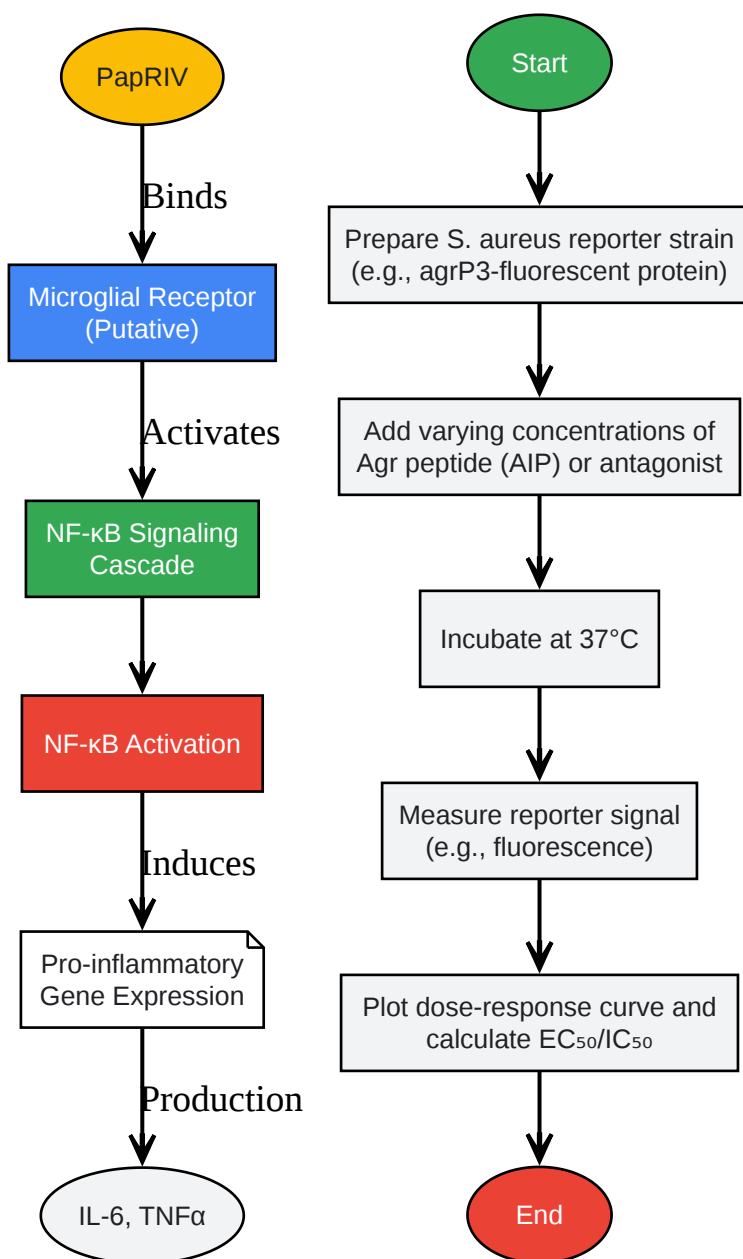 PapRIV
Binds
Microglial Receptor
(Putative)
Activates
NF-κB Signaling
Cascade
NF-κB Activation
Induces
Pro-inflammatory
Gene Expression
Production
IL-6, TNFα
Start
Prepare S. aureus reporter strain
(e.g., agrP3-fluorescent protein)
Add varying concentrations of
Agr peptide (AIP) or antagonist
Incubate at 37°C
Measure reporter signal
(e.g., fluorescence)
Plot dose-response curve and
calculate EC₅₀/IC₅₀
End